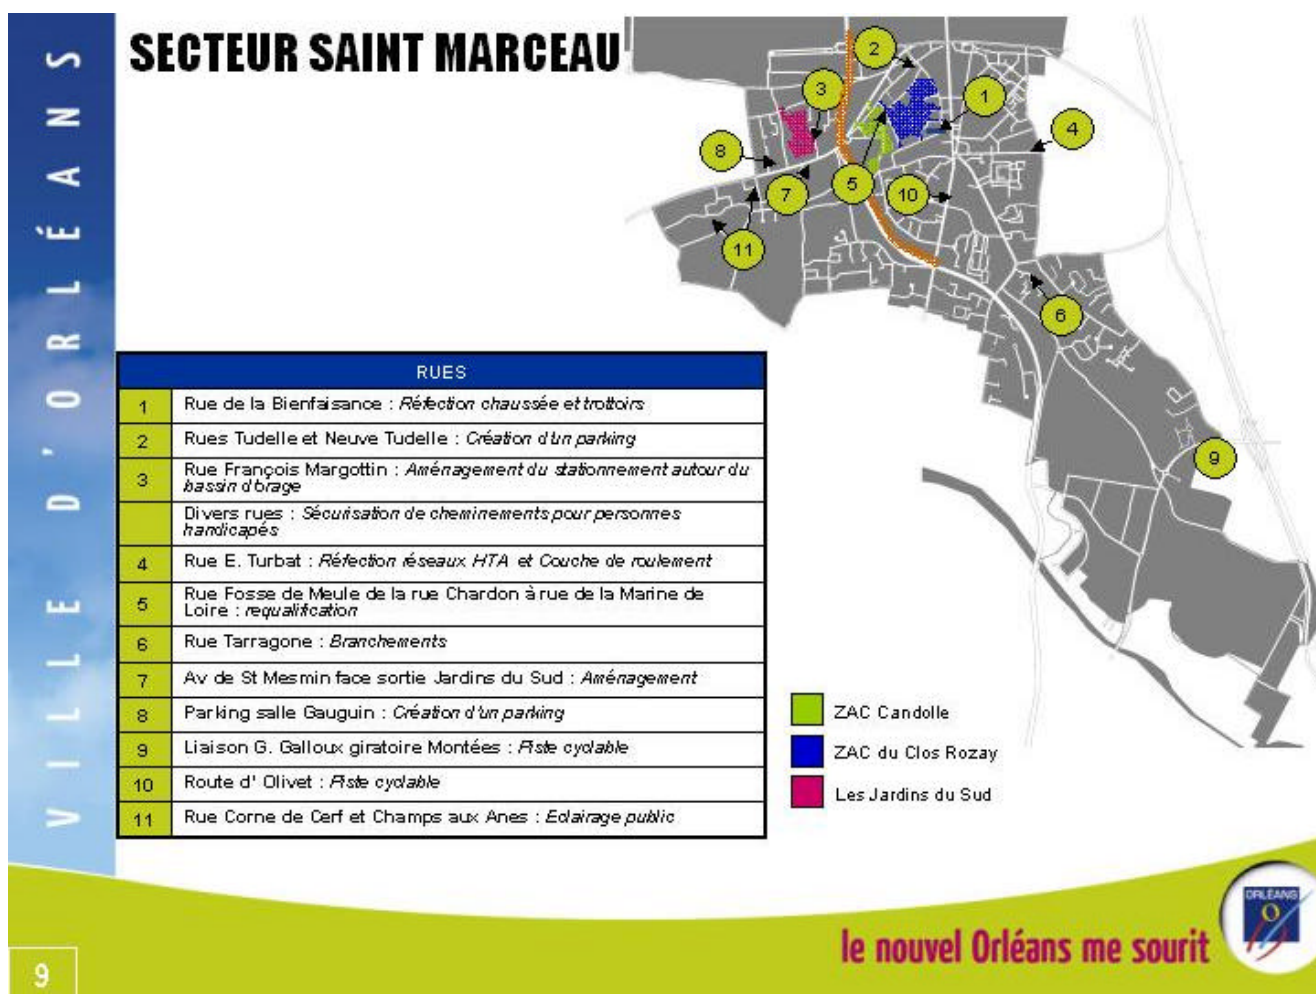 VILLE D'ORLÉANS
SECTEUR SAINT MARCEAU
2
3
1
4
8
7
5
10
11
6
9
RUES
1 Rue de la Bienfaisance : Réfection chaussée et trottoirs
2 Rues Tudelle et Neuve Tudelle : Création d'un parking
3 Rue François Margottin : Aménagement du stationnement autour du
bassin d'orage
Divers rues : Sécurisation de cheminements pour personnes
handicapés
4 Rue E. Turbat : Réfection réseaux HTA et Couche de roulement
5 Rue Fosse de Meule de la rue Chardon à rue de la Marine de
Loire : requalification
6 Rue Tarragone : Branchements
7 Av de St Mesmin face sortie Jardins du Sud : Aménagement
8 Parking salle Gauguin : Création d'un parking
9 Liaison G. Galloux giratoire Montées : Piste cyclable
10 Route d' Olivet : Piste cyclable
11 Rue Corne de Cerf et Champs aux Anes : Eclairage public
ZAC Candolle
ZAC du Clos Rozay
Les Jardins du Sud
le nouvel Orléans me sourit
ORLÉANS
9